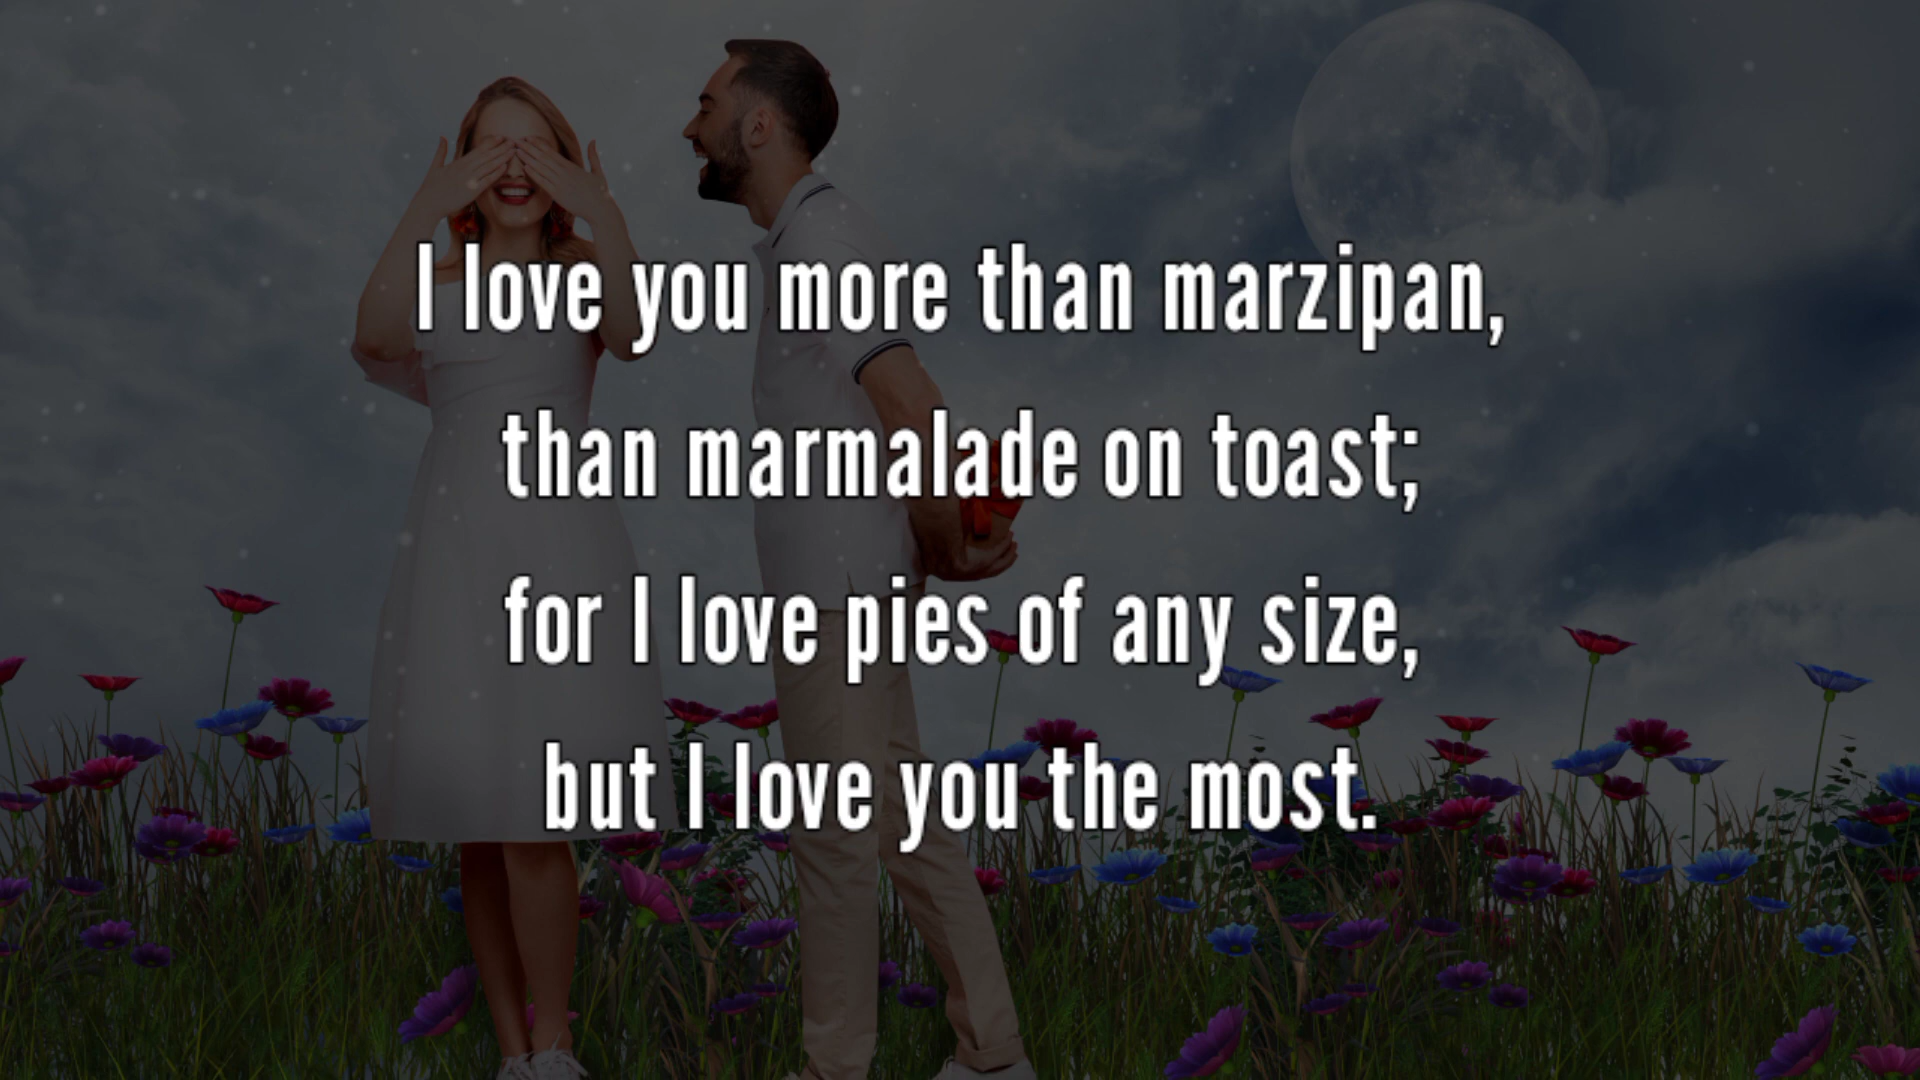 I love you more than marzipan,
than marmalade on toast;
for I love pies of any size,
but I love you the most.